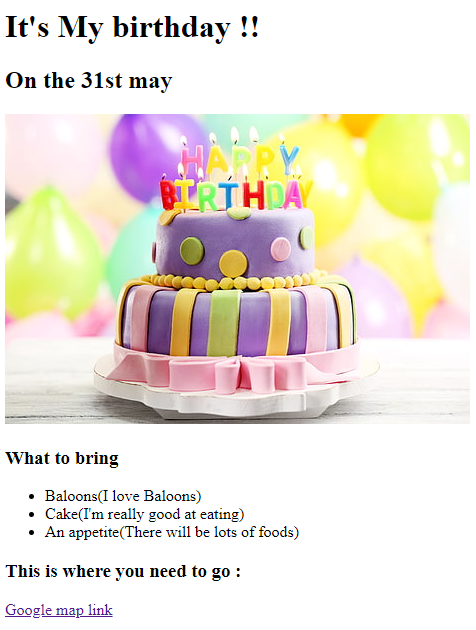 It's My birthday !!
On the 31st may
HAPPY
BIRTHDAY
What to bring
Baloons(I love Baloons)
Cake(I'm really good at eating)
An appetite(There will be lots of foods)
This is where you need to go :
Google map link